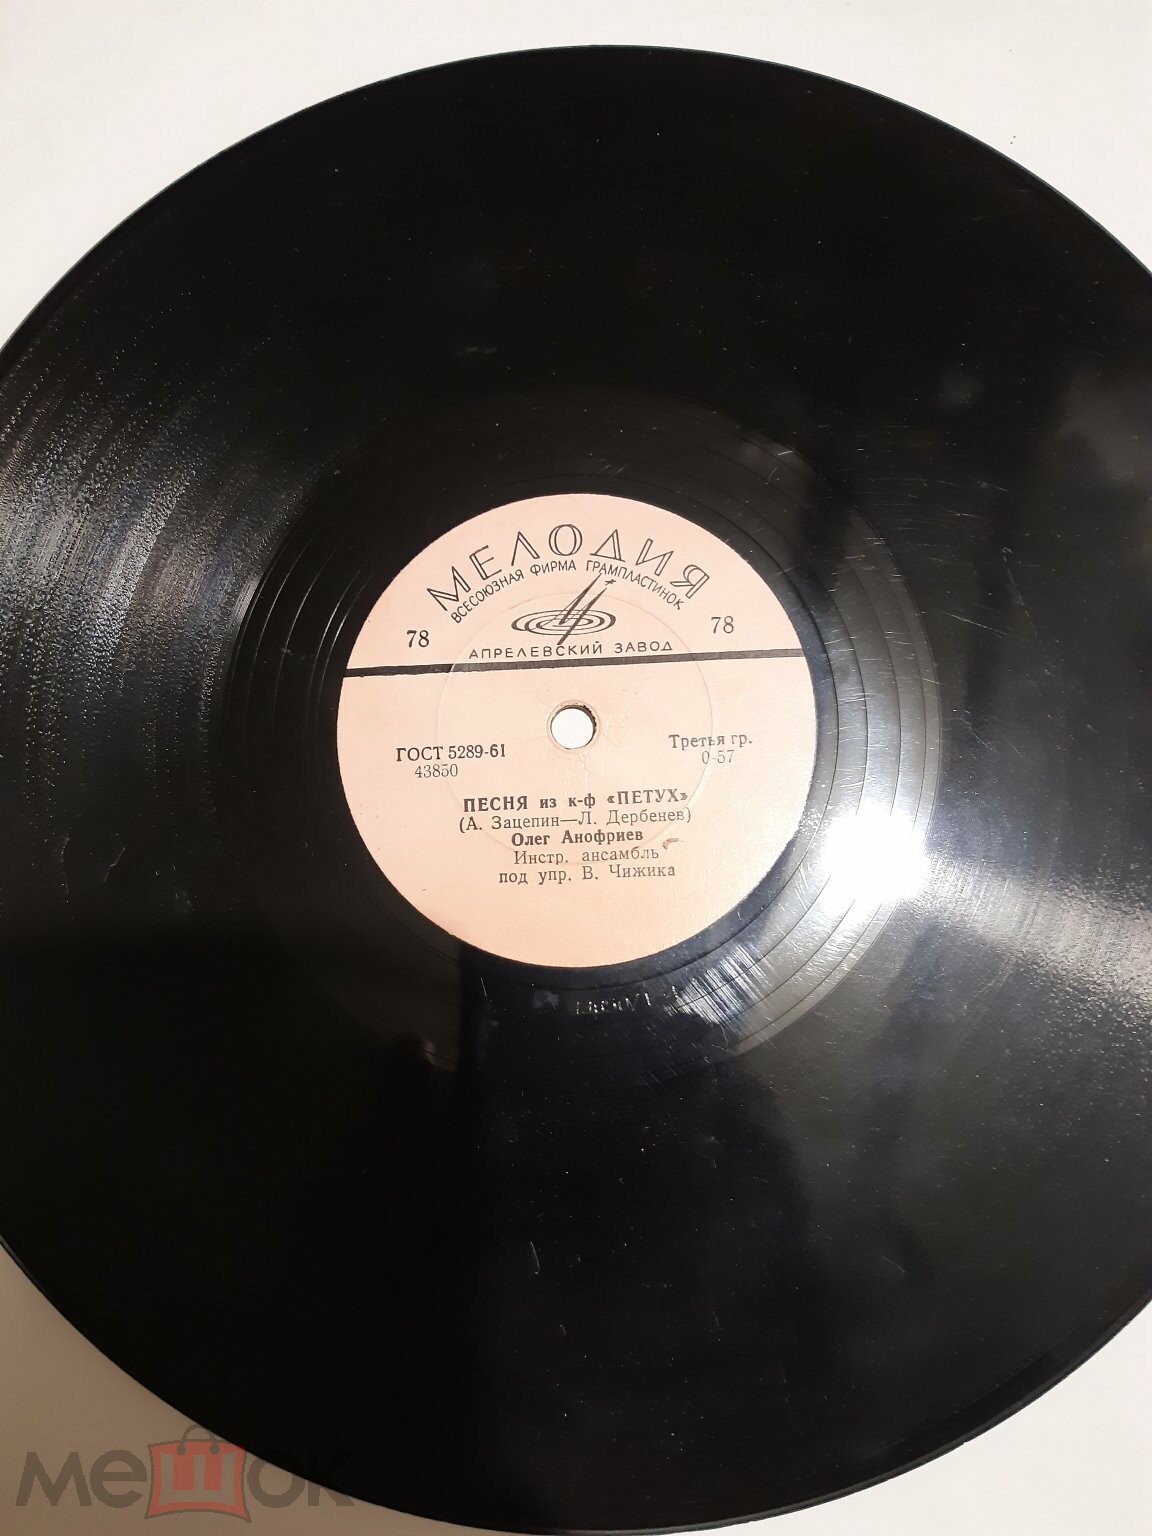 МЕЛОДИЯ
ВСЕСОЮЗНАЯ ФИРМА ГРАМПЛАСТИНОК
78 78
АПРЕЛЕВСКИЙ ЗАВОД
ГОСТ 5289-61 Третья гр.
43850 0-57
ПЕСНЯ из к-ф «ПЕТУХ»
(А. Зацепин—Л. Дербенев)
Олег Анофриев
Инстр. ансамбль
под упр. В. Чижика
мешок